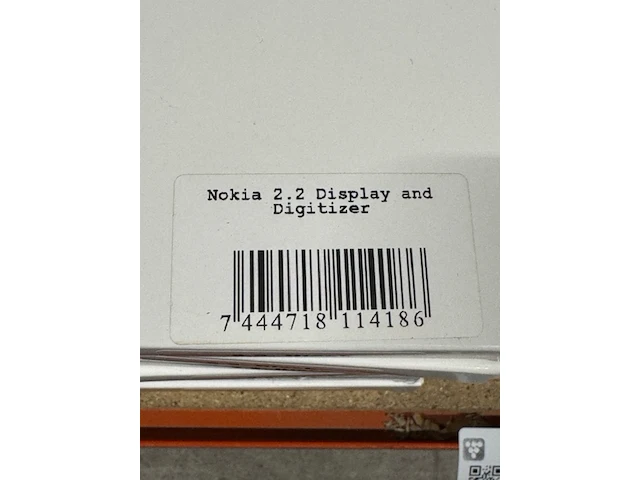 Nokia 2.2 Display and
Digitizer
7 444718 114186